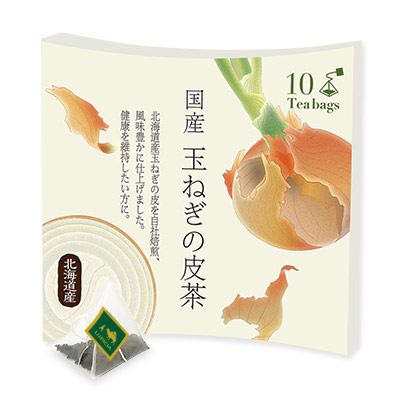 10
Teabags
国産 玉ねぎの皮茶
北海道産玉ねぎの皮を自社焙煎、
風味豊かに仕上げました。
健康を維持したい方に。
北海道産